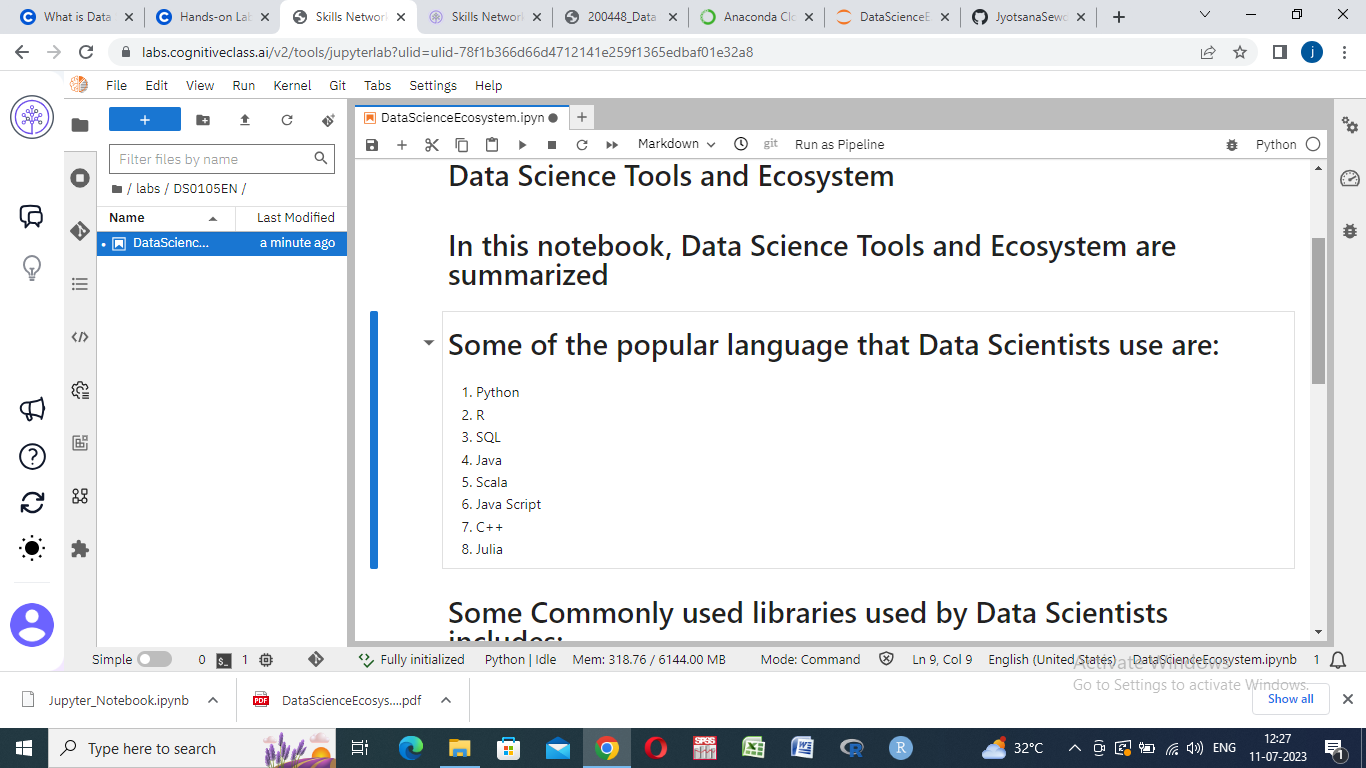 What is Data
Hands-on Lab
Skills Network
Skills Network
200448_Data
Anaconda Clo
DataScienceE
JyotsanaSewc
labs.cognitiveclass.ai/v2/tools/jupyterlab?ulid=ulid-78f1b366d66d4712141e259f1365edbaf01e32a8
j
File Edit View Run Kernel Git Tabs Settings Help
+
DataScienceEcosystem.ipyn
Filter files by name
Markdown
git
Run as Pipeline
Python
/ labs / DS0105EN /
Name
Last Modified
DataScienc...
a minute ago
Data Science Tools and Ecosystem
In this notebook, Data Science Tools and Ecosystem are
summarized
Some of the popular language that Data Scientists use are:
1. Python
2. R
3. SQL
4. Java
5. Scala
6. Java Script
7. C++
8. Julia
Some Commonly used libraries used by Data Scientists
includes:
Simple
0
$_
1
Fully initialized
Python | Idle
Mem: 318.76 / 6144.00 MB
Mode: Command
Ln 9, Col 9
English (United States)
DataScienceEcosystem.ipynb
1
Activate Windows
Go to Settings to activate Windows.
Jupyter_Notebook.ipynb
PDF
DataScienceEcosys....pdf
Show all
Type here to search
SPSS
R
32°C
ENG
12:27
11-07-2023
1